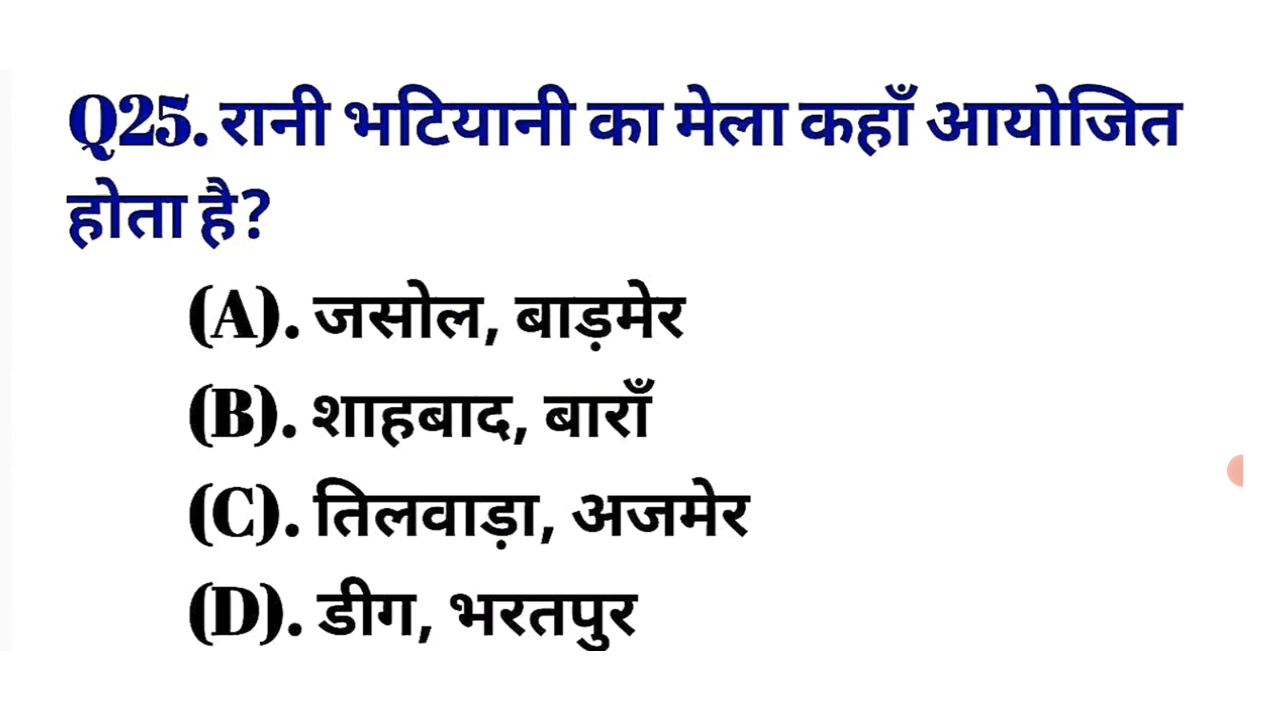 Q25. रानी भटियानी का मेला कहाँ आयोजित
होता है?
(A). जसोल, बाड़मेर
(B). शाहबाद, बाराँ
(C). तिलवाड़ा, अजमेर
(D). डीग, भरतपुर